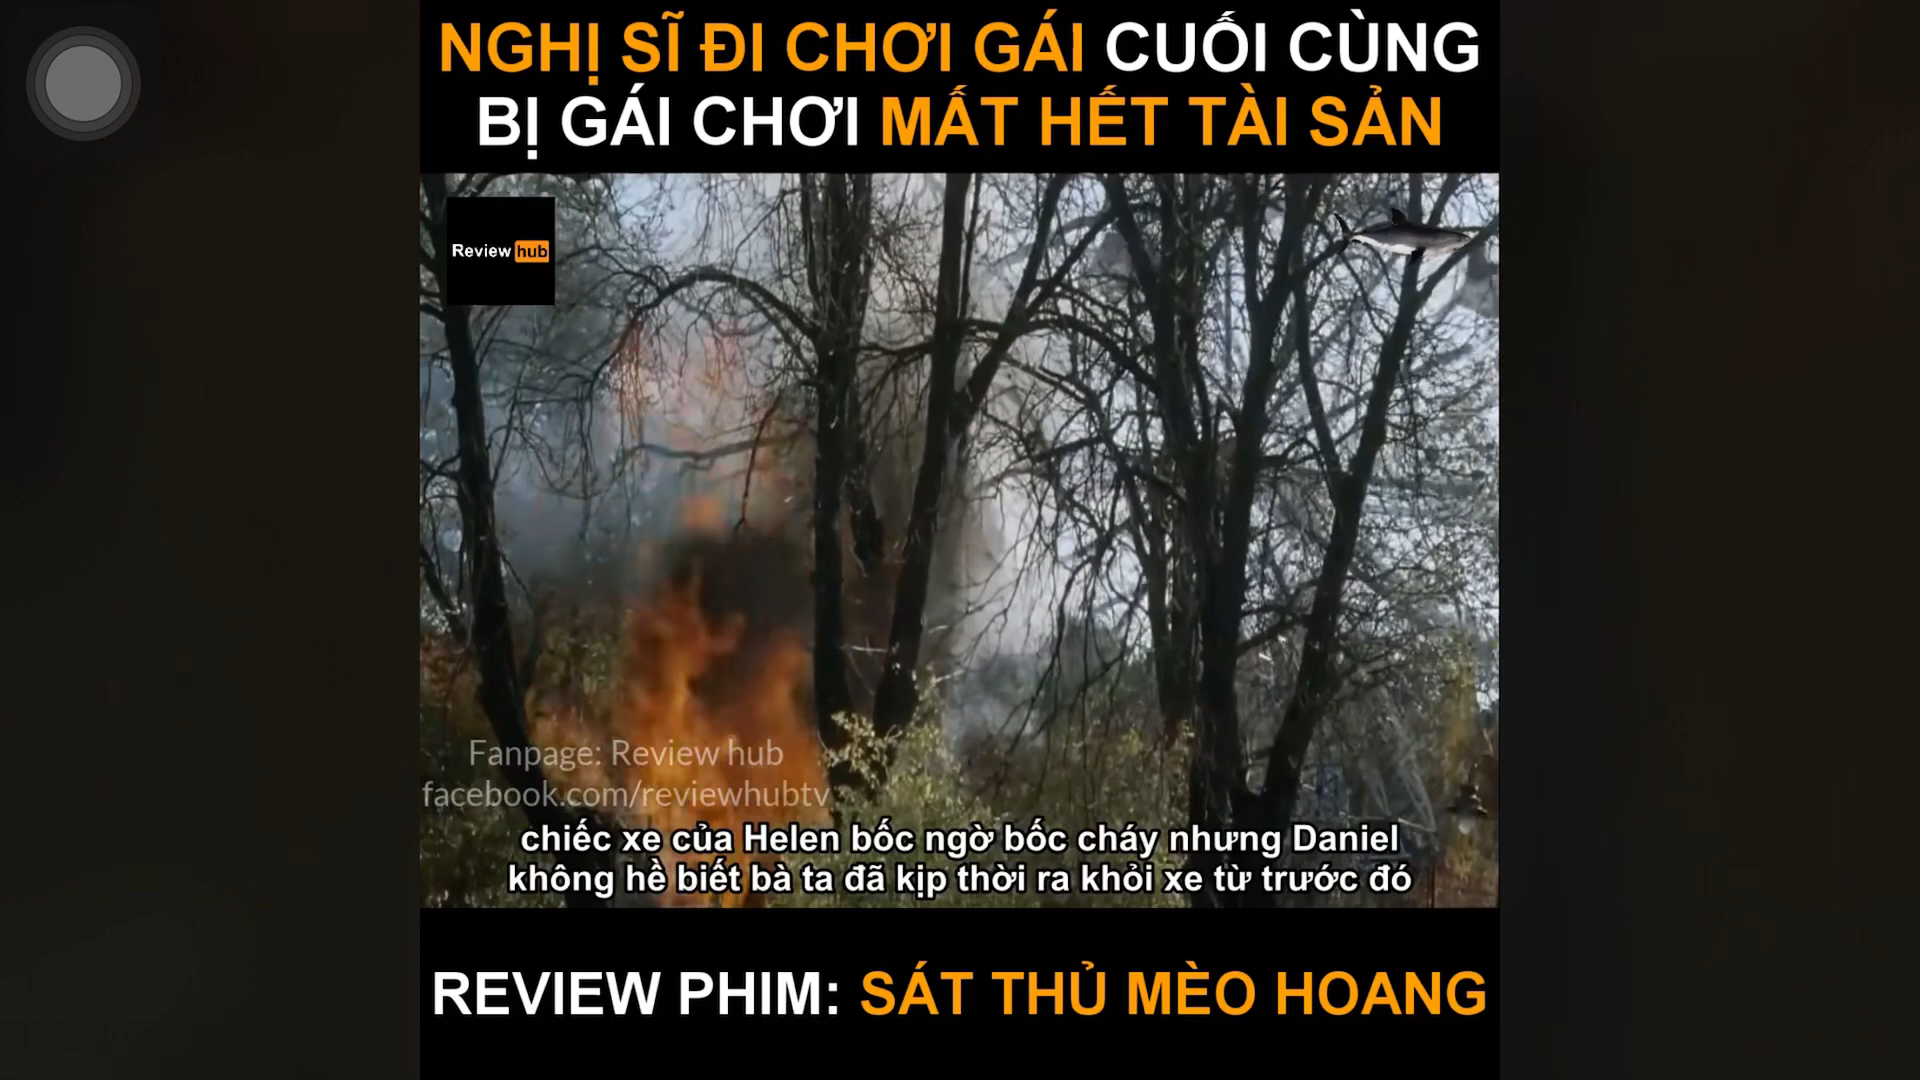 NGHỊ SĨ ĐI CHƠI GÁI CUỐI CÙNG
BỊ GÁI CHƠI MẤT HẾT TÀI SẢN
Review hub
Fanpage: Review hub
facebook.com/reviewhubtv
chiếc xe của Helen bốc ngờ bốc cháy nhưng Daniel
không hề biết bà ta đã kịp thời ra khỏi xe từ trước đó
REVIEW PHIM: SÁT THỦ MÈO HOANG